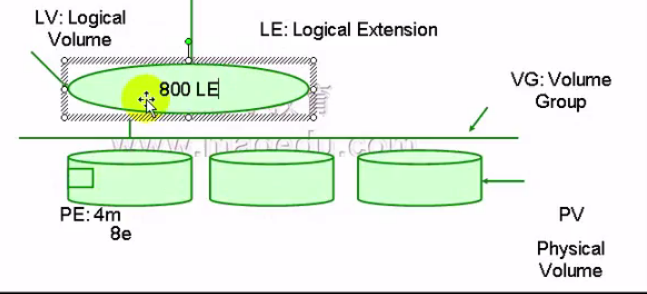 LV: Logical
Volume
LE: Logical Extension
800 LE
VG: Volume
Group
www.magedu.com
PE: 4m
8e
PV
Physical
Volume